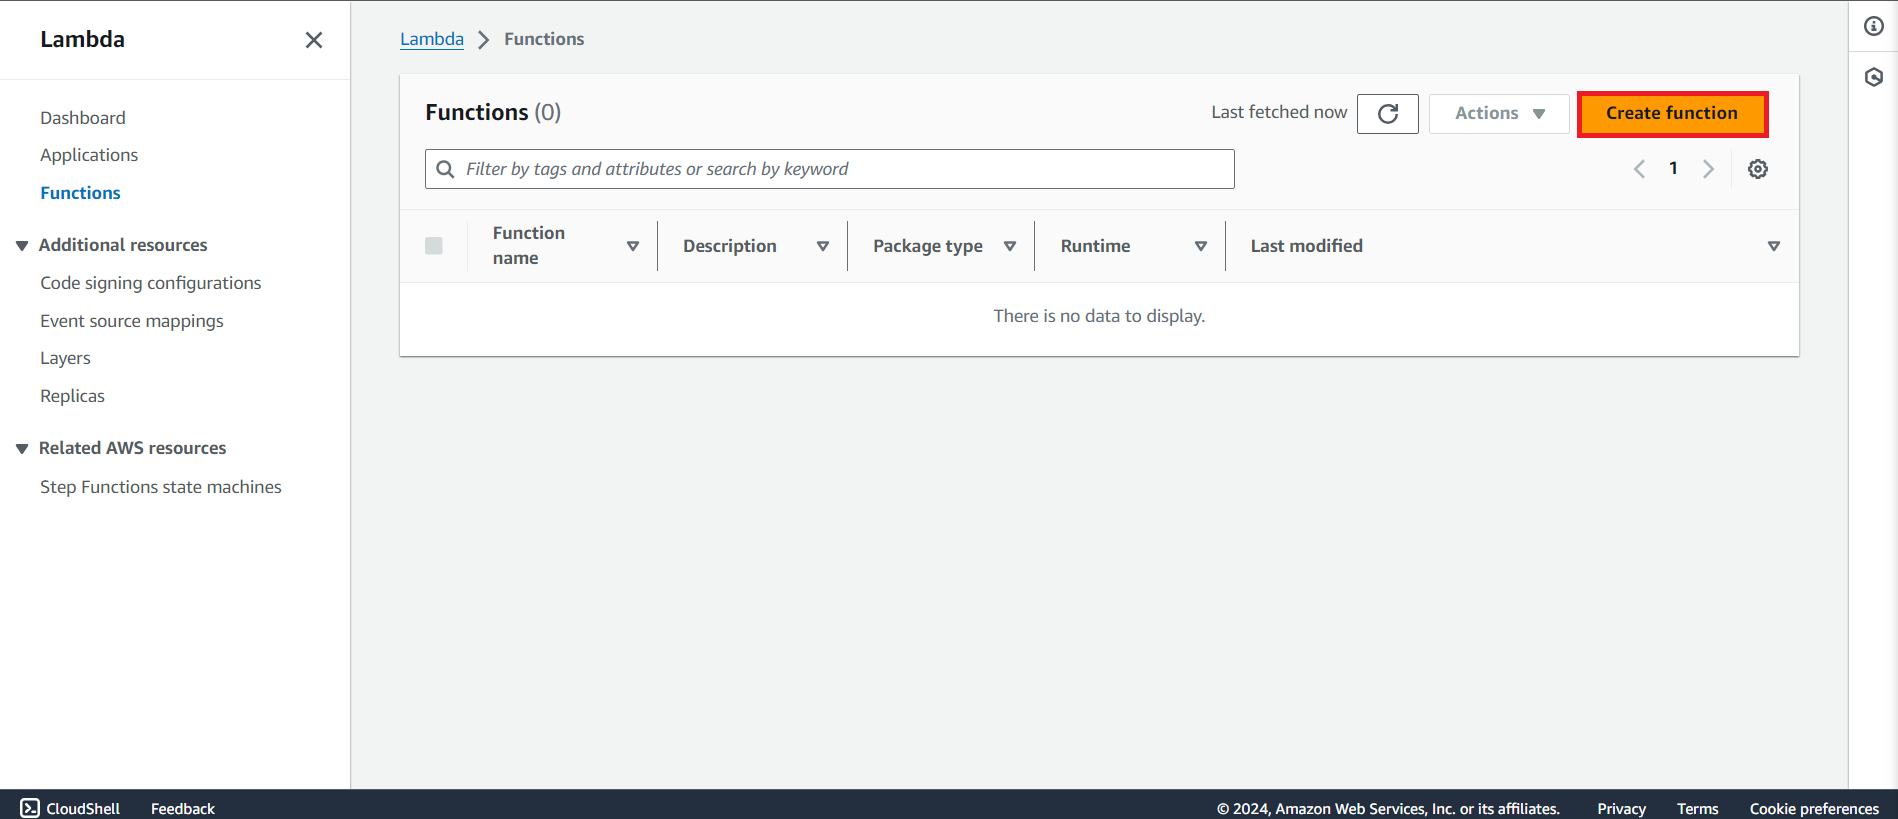 Lambda
Dashboard
Applications
Functions
Additional resources
Code signing configurations
Event source mappings
Layers
Replicas
Related AWS resources
Step Functions state machines
Lambda Functions
Functions (0)
Last fetched now
Actions
Create function
Filter by tags and attributes or search by keyword
1
Function
name
Description
Package type
Runtime
Last modified
There is no data to display.
CloudShell Feedback © 2024, Amazon Web Services, Inc. or its affiliates. Privacy Terms Cookie preferences